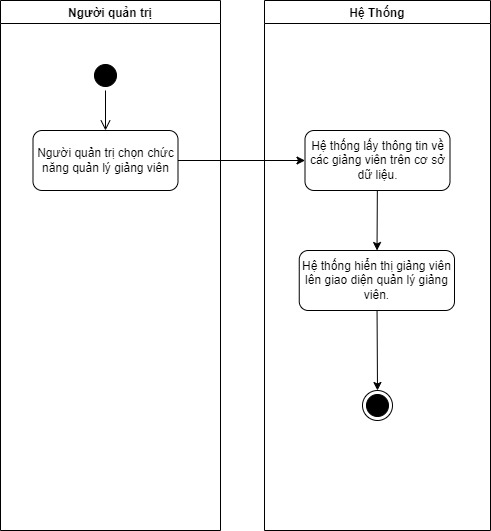 Người quản trị
Hệ Thống
Người quản trị chọn chức
năng quản lý giảng viên
Hệ thống lấy thông tin về
các giảng viên trên cơ sở
dữ liệu.
Hệ thống hiển thị giảng viên
lên giao diện quản lý giảng
viên.